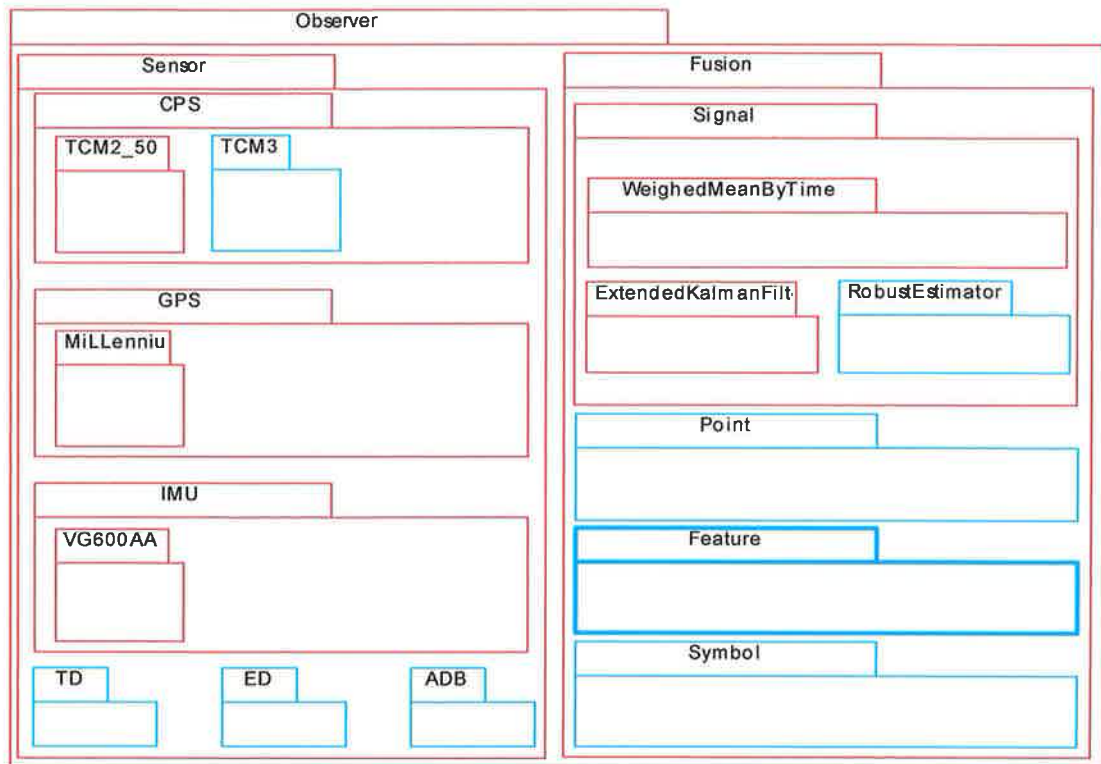 Observer
Sensor
CPS
TCM2_50
TCM3
GPS
MiLLenniu
IMU
VG600AA
TD
ED
ADB
Fusion
Signal
WeighedMeanByTime
ExtendedKalmanFilt
RobustEstimator
Point
Feature
Symbol